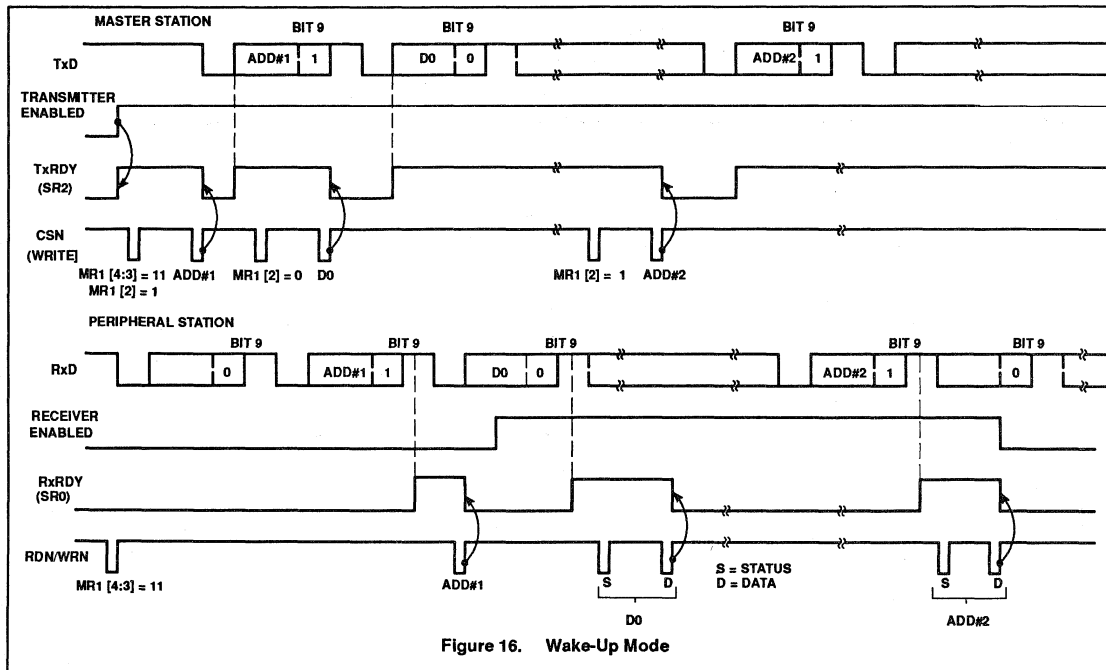 MASTER STATION
BIT 9 BIT 9 BIT 9
TxD ADD#1 1 D0 0 ADD#2 1
TRANSMITTER
ENABLED
TxRDY
(SR2)
CSN
(WRITE]
MR1 [4:3] = 11 ADD#1 MR1 [2] = 0 D0 MR1 [2] = 1 ADD#2
MR1 [2] = 1
PERIPHERAL STATION
BIT 9 BIT 9 BIT 9 BIT 9 BIT 9
RxD 0 ADD#1 1 D0 0 ADD#2 1 0
RECEIVER
ENABLED
RxRDY
(SR0)
RDN/WRN
MR1 [4:3] = 11 ADD#1 S D S = STATUS S D
D = DATA
D0 ADD#2
Figure 16. Wake-Up Mode